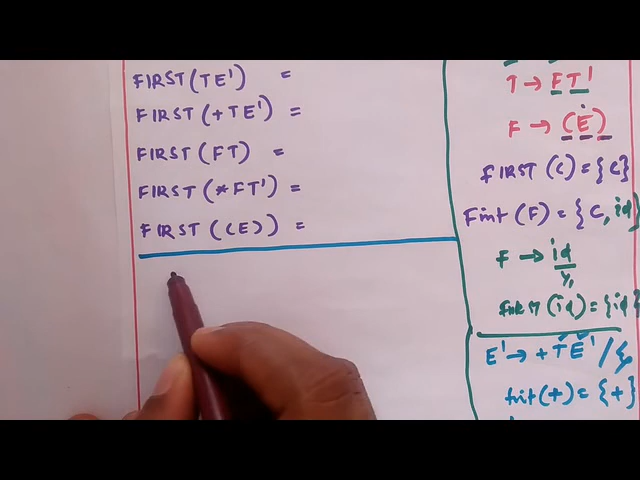 FIRST(TE') =
FIRST(+TE') =
FIRST(FT) =
FIRST(*FT') =
FIRST((E)) =
T → FT'
F → (E)
FIRST(() = {(}
First(F) = {(, id}
F → id
First(id) = {id}
E' → +TE' /
first(+) = {+}